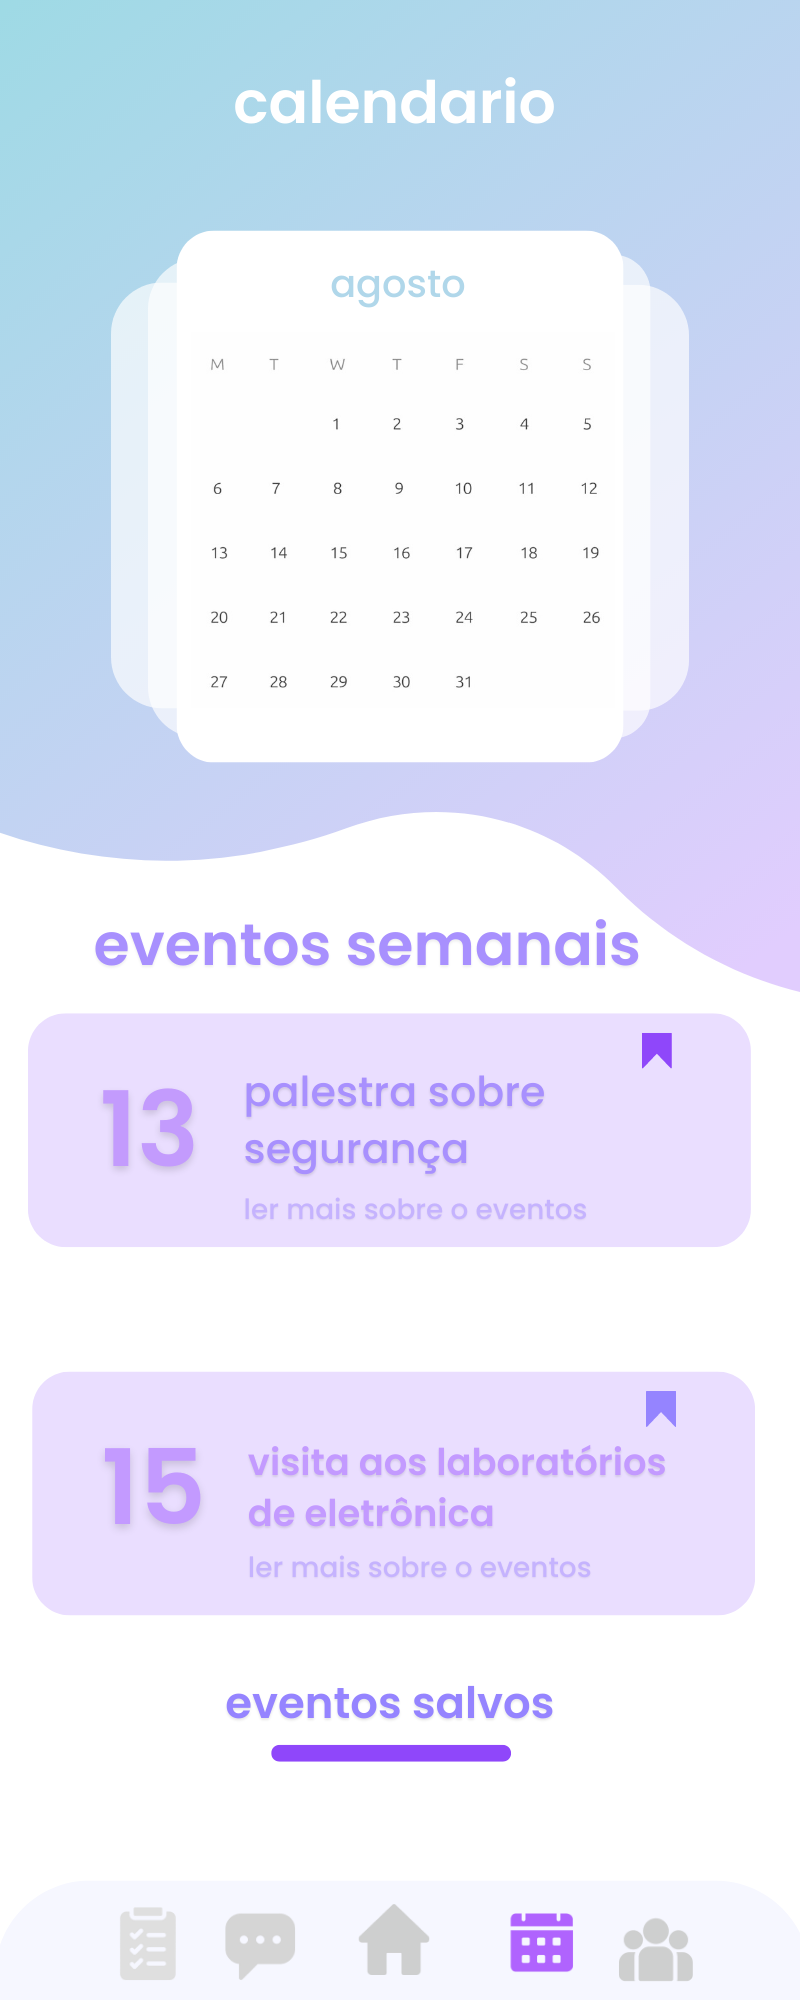 calendario
agosto
M T W T F S S
1 2 3 4 5
6 7 8 9 10 11 12
13 14 15 16 17 18 19
20 21 22 23 24 25 26
27 28 29 30 31
eventos semanais
13
palestra sobre
segurança
ler mais sobre o eventos
15
visita aos laboratórios
de eletrônica
ler mais sobre o eventos
eventos salvos